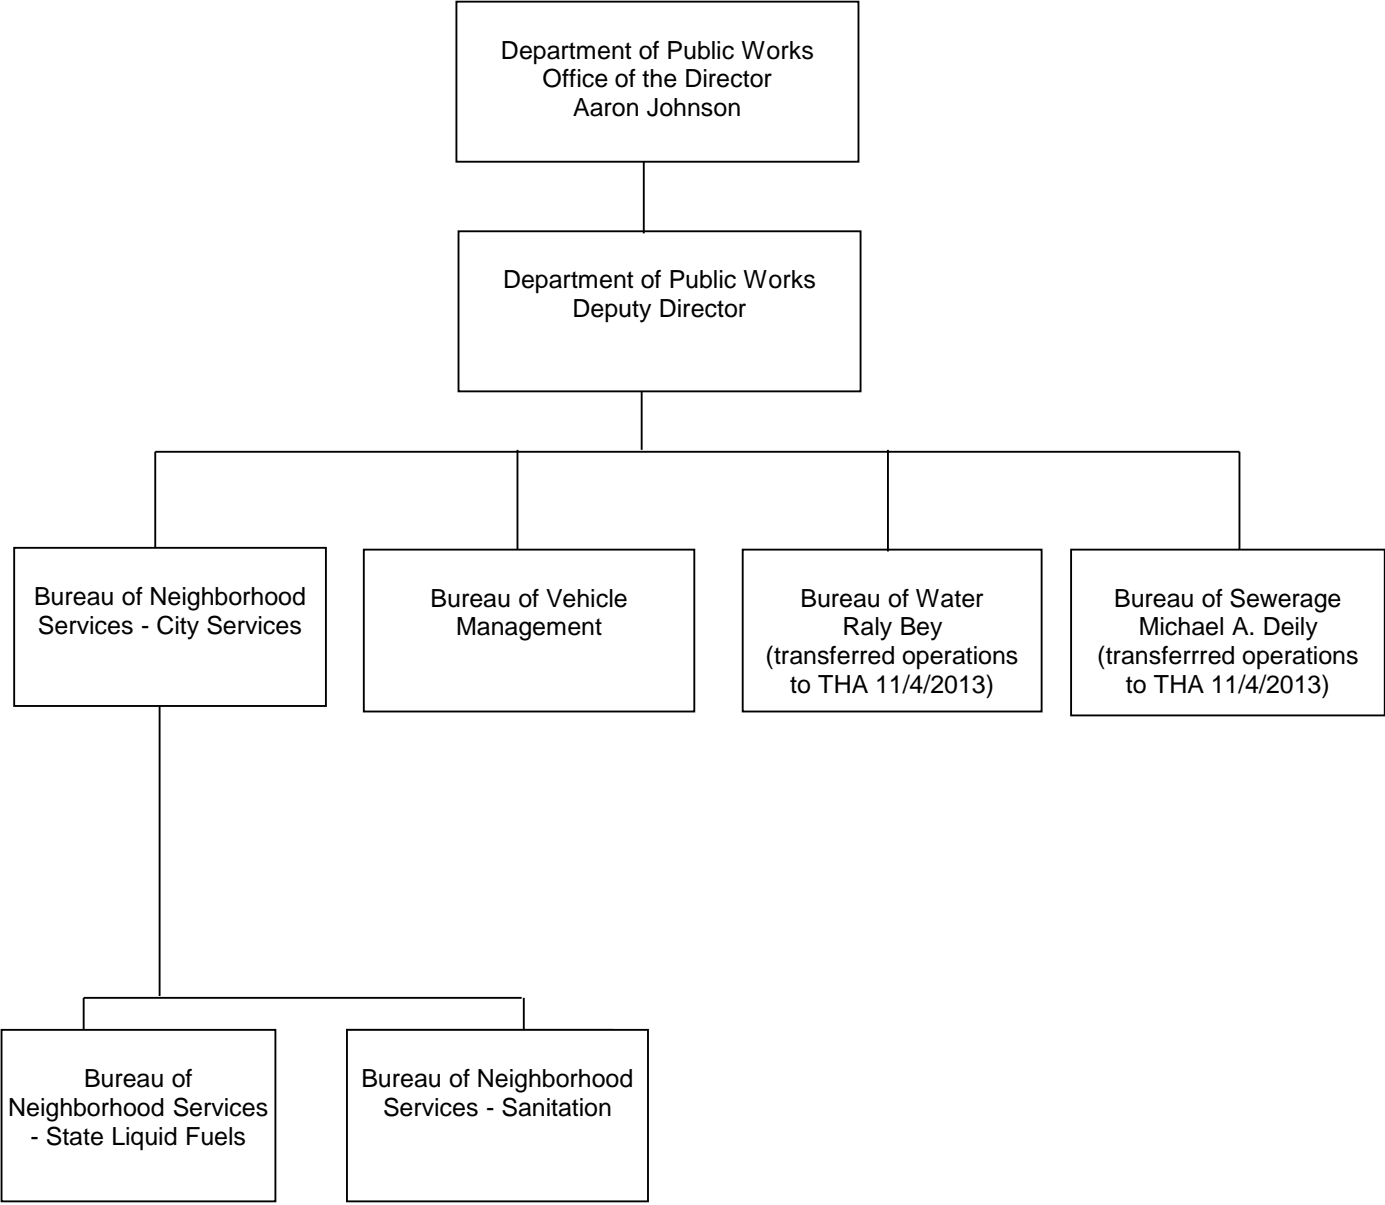 Department of Public Works
Office of the Director
Aaron Johnson
Department of Public Works
Deputy Director
Bureau of Neighborhood
Services - City Services
Bureau of Vehicle
Management
Bureau of Water
Raly Bey
(transferred operations
to THA 11/4/2013)
Bureau of Sewerage
Michael A. Deily
(transferrred operations
to THA 11/4/2013)
Bureau of
Neighborhood Services
- State Liquid Fuels
Bureau of Neighborhood
Services - Sanitation